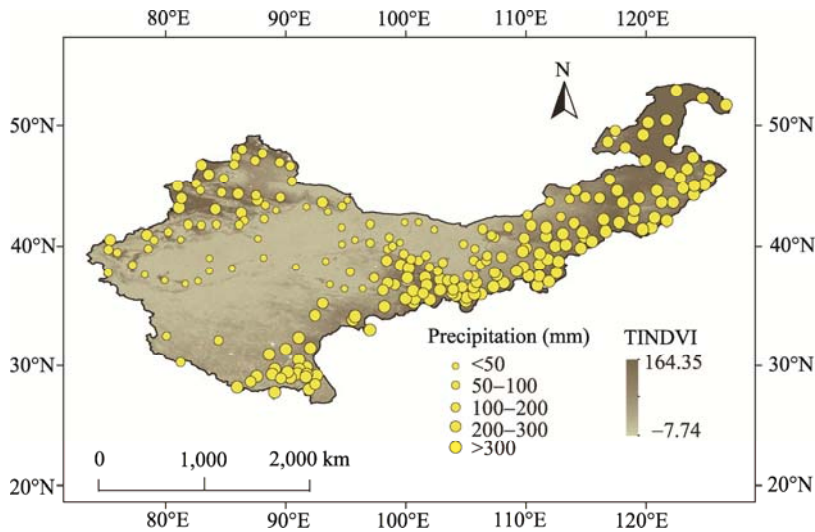 80°E 90°E 100°E 110°E 120°E
N
50°N 50°N
40°N 40°N
30°N 30°N
20°N 20°N
Precipitation (mm) TINDVI
<50 164.35
50–100
100–200
200–300 −7.74
>300
0 1,000 2,000 km
80°E 90°E 100°E 110°E 120°E